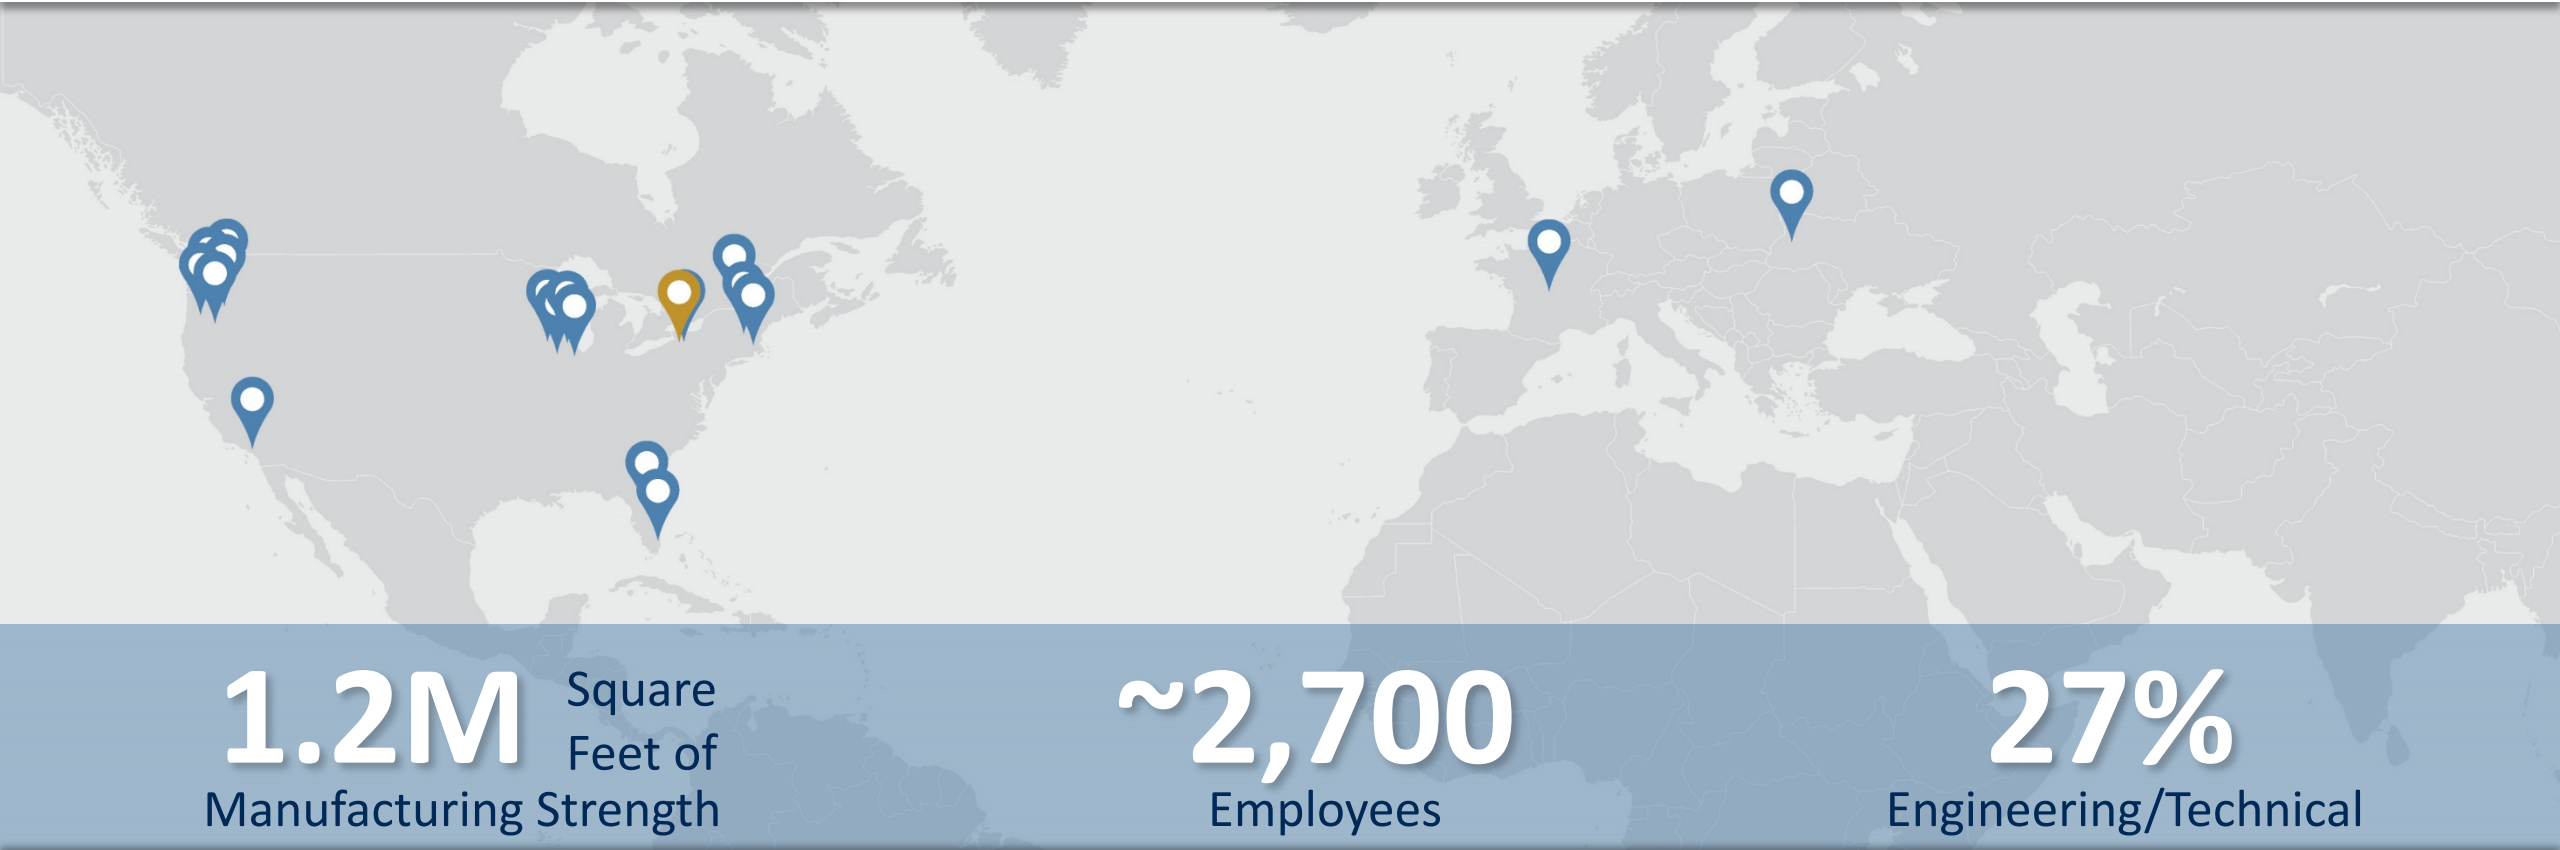 1.2M Square
Feet of
Manufacturing Strength
~2,700
Employees
27%
Engineering/Technical